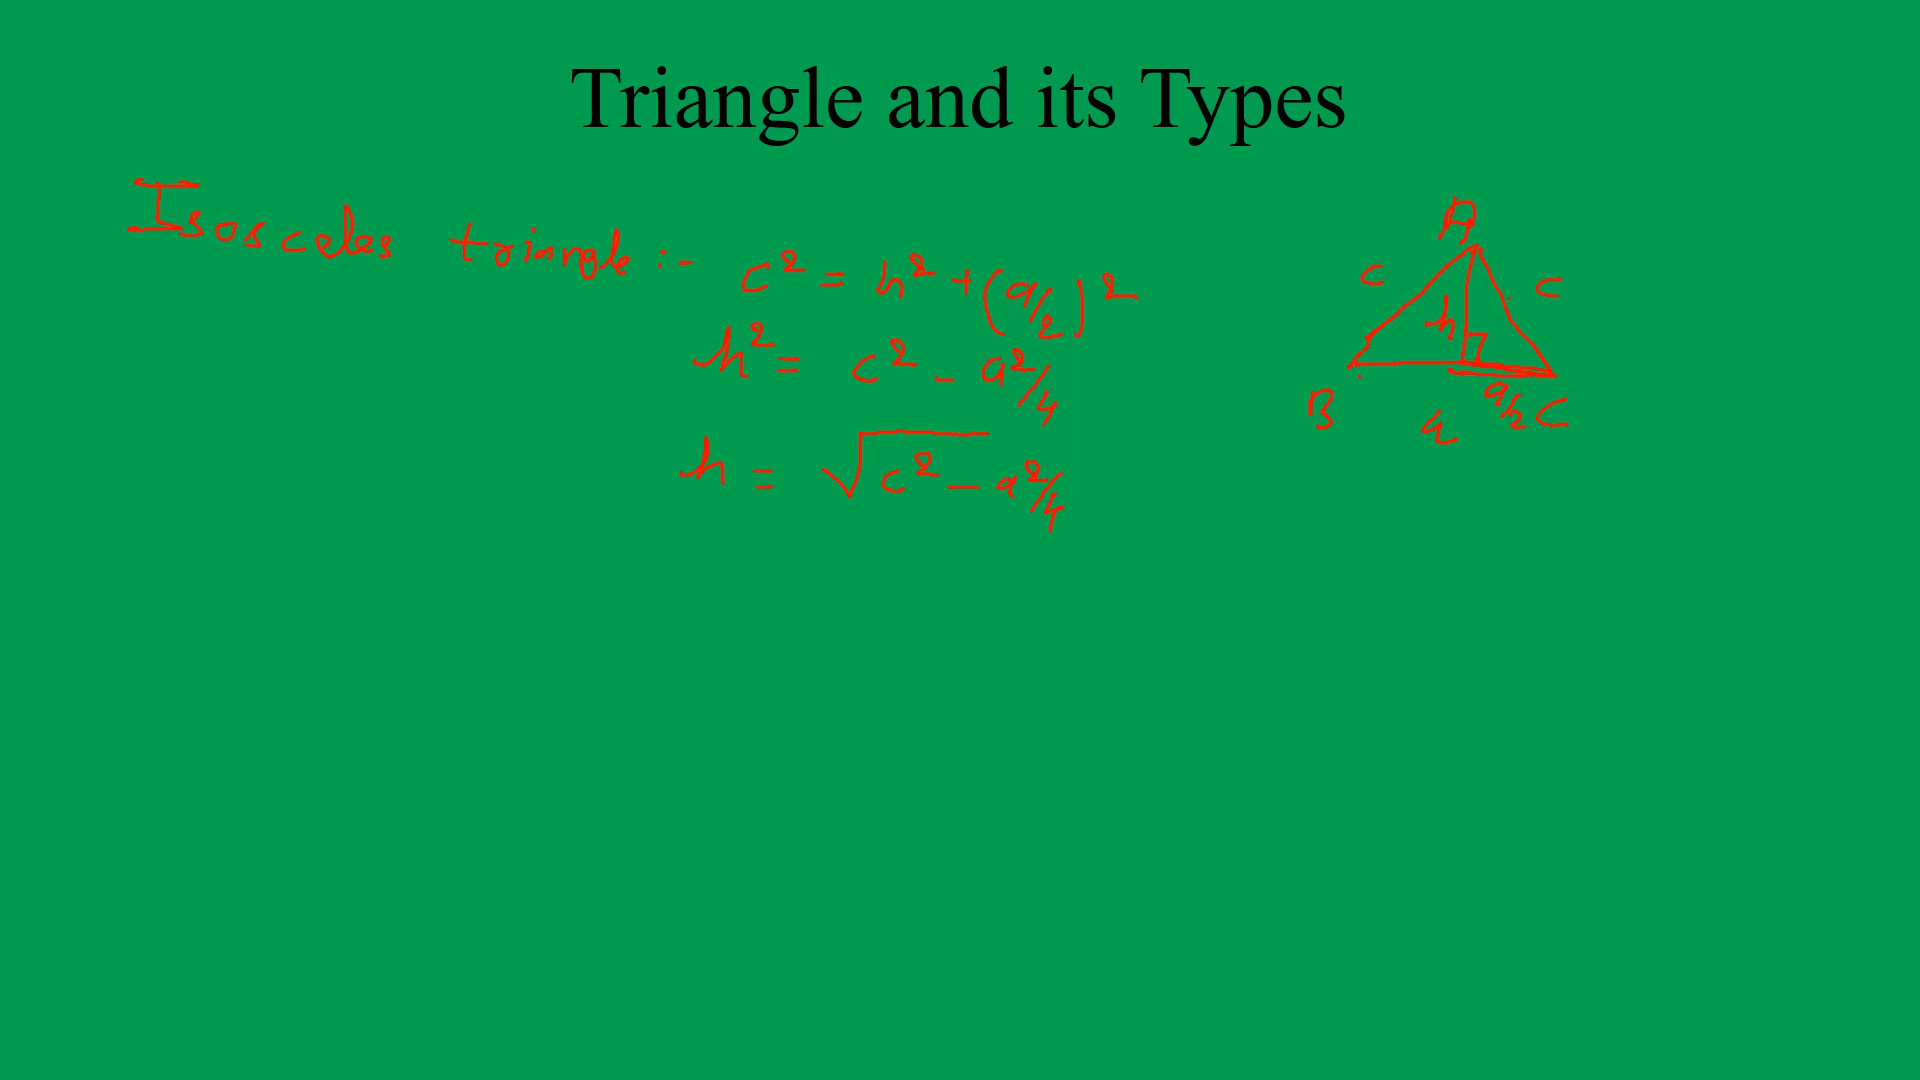 Triangle and its Types
Isosceles triangle :- c² = h² + (a/2)²
h² = c² - a²/4
h = √c² - a²/4
A
c
c
h
B
a
a/2
C